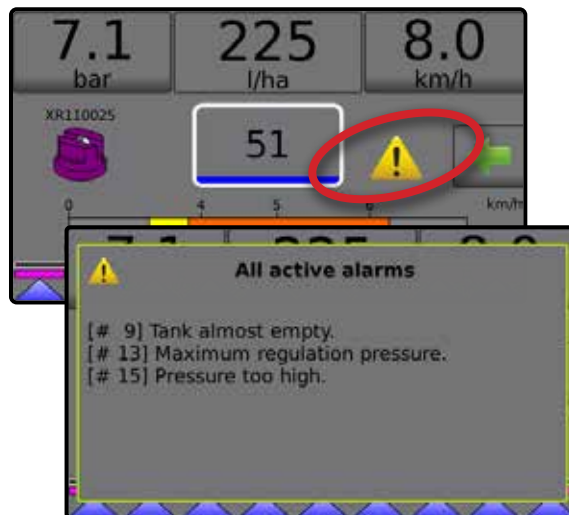 7.1 225 8.0
bar l/ha km/h
XR110025
51
0 4 5 6 km/h
All active alarms
[# 9] Tank almost empty.
[# 13] Maximum regulation pressure.
[# 15] Pressure too high.